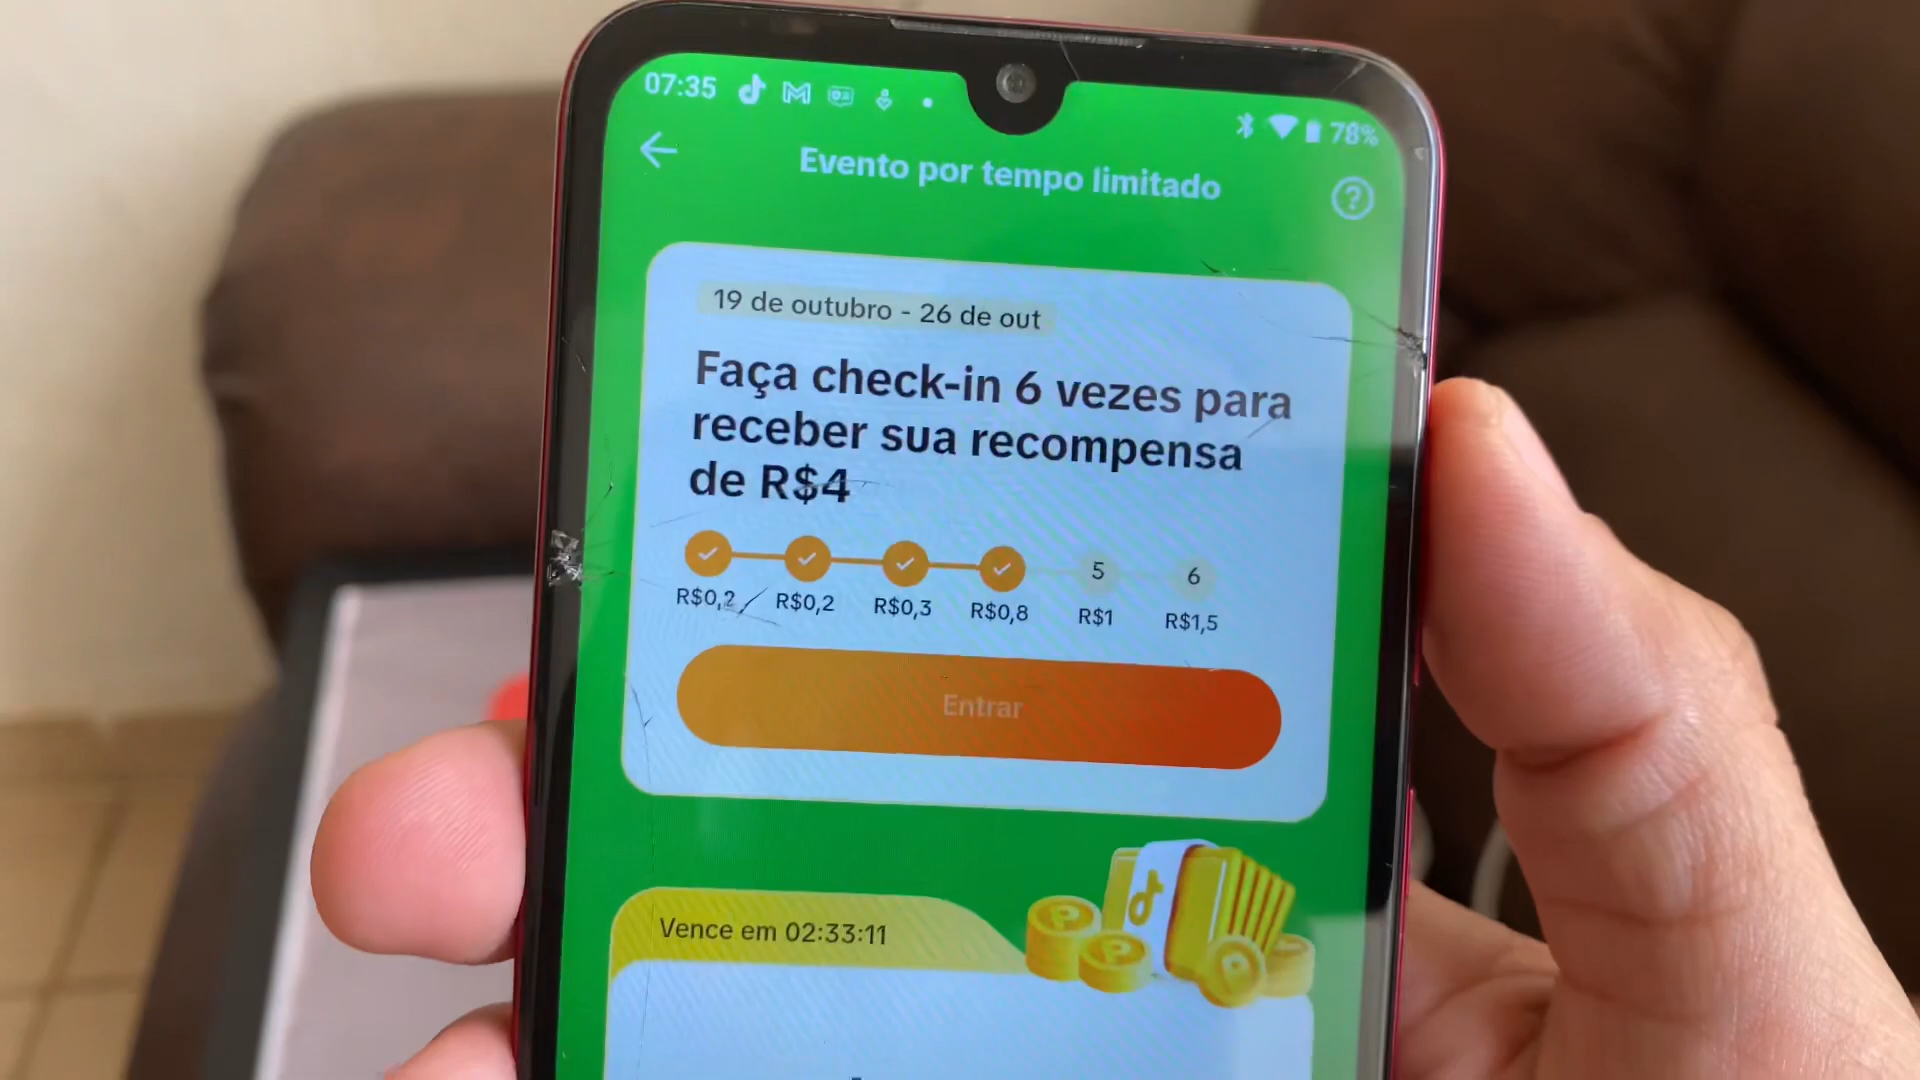 07:35
78%
Evento por tempo limitado
?
19 de outubro - 26 de out
Faça check-in 6 vezes para
receber sua recompensa
de R$4
5 6
R$0,2 R$0,2 R$0,3 R$0,8 R$1 R$1,5
Entrar
Vence em 02:33:11
P P P